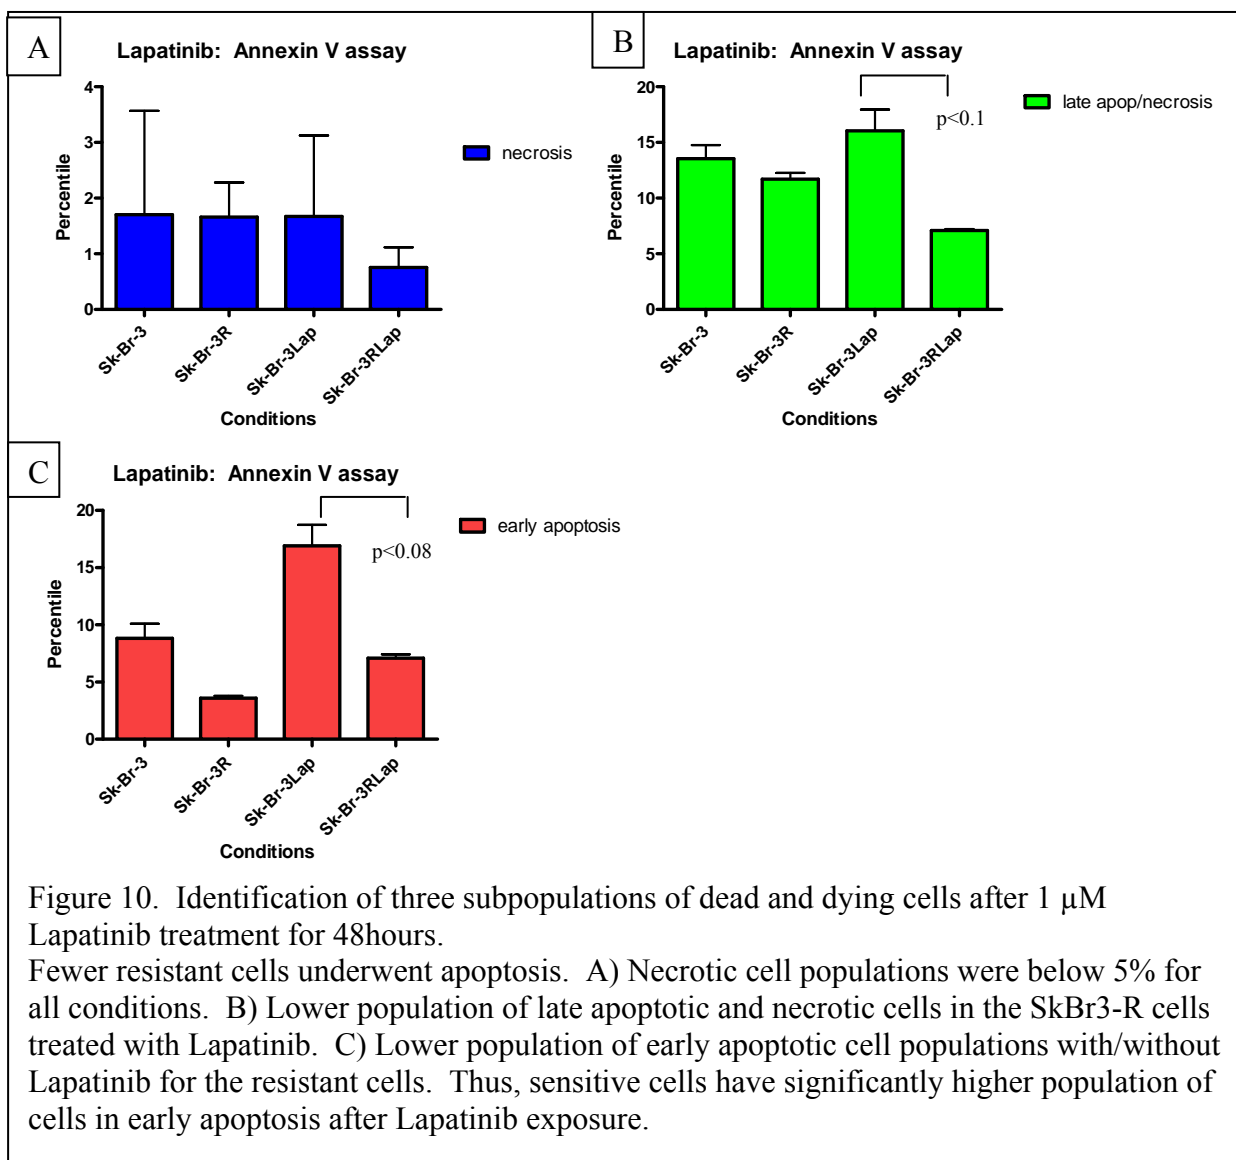 A
Lapatinib: Annexin V assay
4
3
2
1
0
Percentile
necrosis
Sk-Br-3
Sk-Br-3R
Sk-Br-3Lap
Sk-Br-3RLap
Conditions
B
Lapatinib: Annexin V assay
20
15
10
5
0
Percentile
p<0.1
late apop/necrosis
Sk-Br-3
Sk-Br-3R
Sk-Br-3Lap
Sk-Br-3RLap
Conditions
C
Lapatinib: Annexin V assay
20
15
10
5
0
Percentile
p<0.08
early apoptosis
Sk-Br-3
Sk-Br-3R
Sk-Br-3Lap
Sk-Br-3RLap
Conditions
Figure 10. Identification of three subpopulations of dead and dying cells after 1 µM
Lapatinib treatment for 48hours.
Fewer resistant cells underwent apoptosis. A) Necrotic cell populations were below 5% for
all conditions. B) Lower population of late apoptotic and necrotic cells in the SkBr3-R cells
treated with Lapatinib. C) Lower population of early apoptotic cell populations with/without
Lapatinib for the resistant cells. Thus, sensitive cells have significantly higher population of
cells in early apoptosis after Lapatinib exposure.